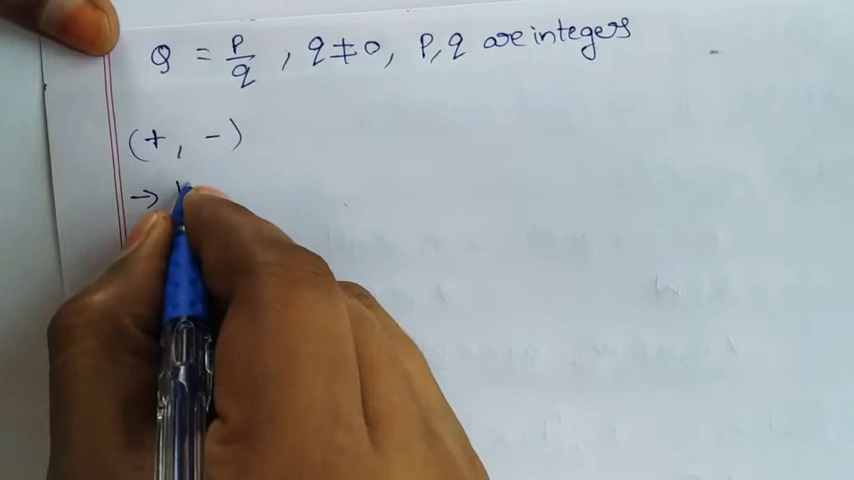 Q = p/q , q≠0, p,q are integers
(+, -)
→